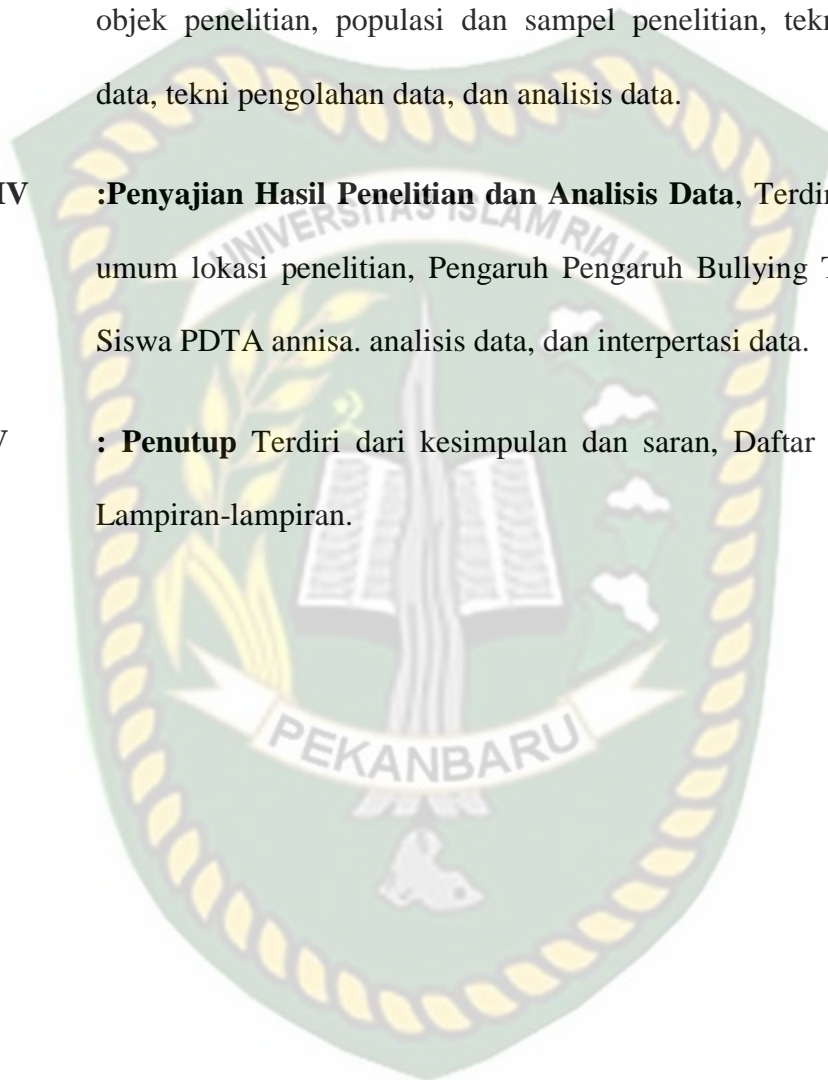 objek penelitian, populasi dan sampel penelitian,
data, tekni pengolahan data, dan analisis data.
IV :Penyajian Hasil Penelitian dan Analisis Data,
umum lokasi penelitian, Pengaruh Pengaruh Bullying
Siswa PDTA annisa. analisis data, dan interpertasi data.
V : Penutup Terdiri dari kesimpulan dan saran, Daftar
Lampiran-lampiran.
UNIVERSITAS ISLAM RIAU
PEKANBARU